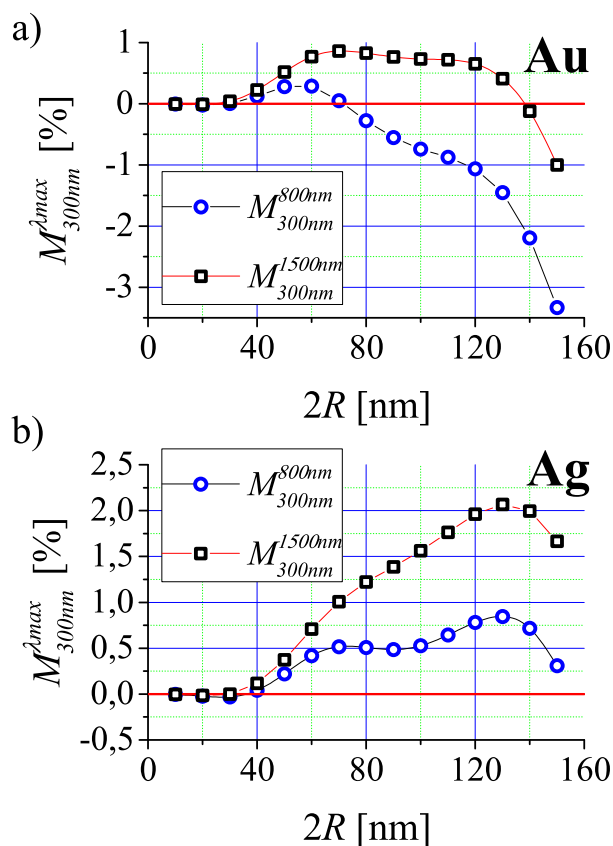 a)
Au
1
0
-1
-2
-3
M^{λmax}_{300nm} [%]
M^{800nm}_{300nm}
M^{1500nm}_{300nm}
0 40 80 120 160
2R [nm]
b)
Ag
2,5
2,0
1,5
1,0
0,5
0,0
-0,5
M^{λmax}_{300nm} [%]
M^{800nm}_{300nm}
M^{1500nm}_{300nm}
0 40 80 120 160
2R [nm]